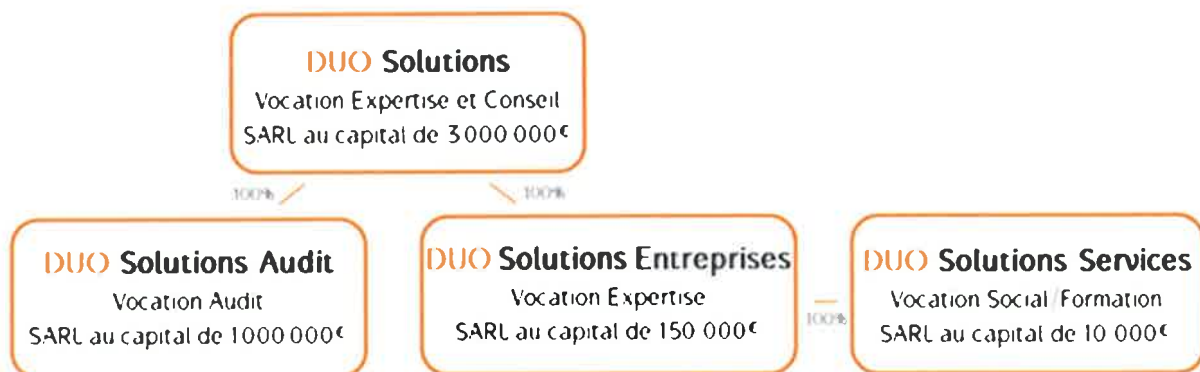 DUO Solutions
Vocation Expertise et Conseil
SARL au capital de 3 000 000€
100%
100%
DUO Solutions Audit
Vocation Audit
SARL au capital de 1 000 000€
DUO Solutions Entreprises
Vocation Expertise
SARL au capital de 150 000€
100%
DUO Solutions Services
Vocation Social/Formation
SARL au capital de 10 000€